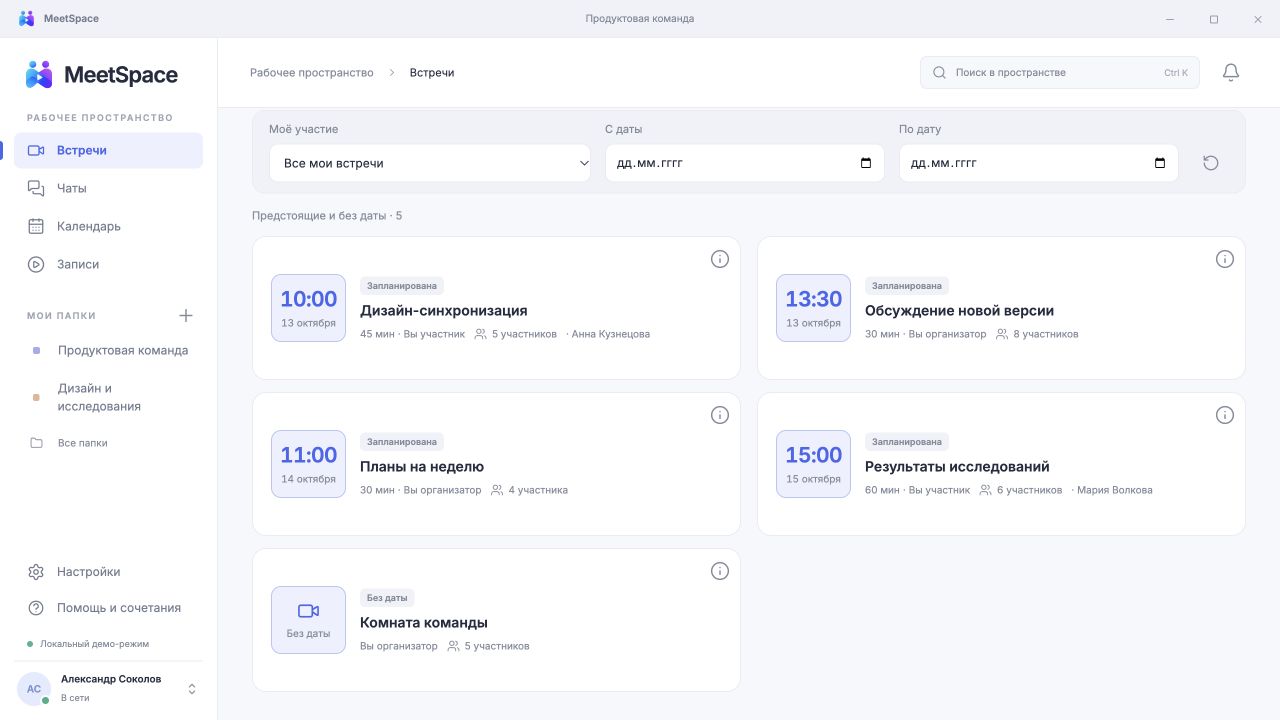 MeetSpace
Продуктовая команда
MeetSpace
РАБОЧЕЕ ПРОСТРАНСТВО
Встречи
Чаты
Календарь
Записи
МОИ ПАПКИ
Продуктовая команда
Дизайн и
исследования
Все папки
Настройки
Помощь и сочетания
Локальный демо-режим
АС
Александр Соколов
В сети
Рабочее пространство
Встречи
Поиск в пространстве
Ctrl K
Моё участие
С даты
По дату
Все мои встречи
дд.мм.гггг
дд.мм.гггг
Предстоящие и без даты · 5
10:00
13 октября
Запланирована
Дизайн-синхронизация
45 мин · Вы участник 5 участников · Анна Кузнецова
13:30
13 октября
Запланирована
Обсуждение новой версии
30 мин · Вы организатор 8 участников
11:00
14 октября
Запланирована
Планы на неделю
30 мин · Вы организатор 4 участника
15:00
15 октября
Запланирована
Результаты исследований
60 мин · Вы участник 6 участников · Мария Волкова
Без даты
Без даты
Комната команды
Вы организатор 5 участников